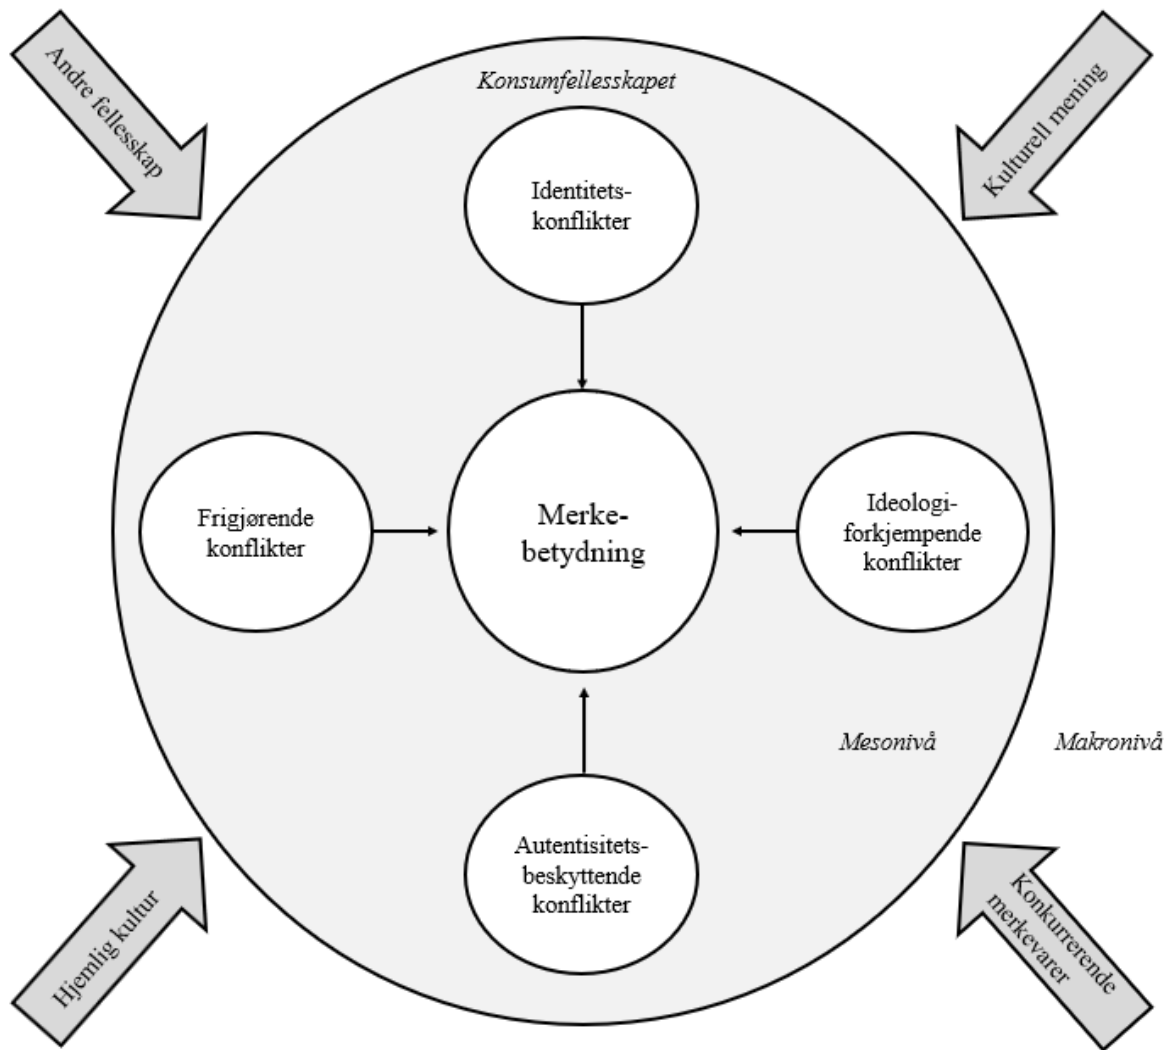 Andre fellesskap
Kulturell mening
Konsumfellesskapet
Identitets-
konflikter
Frigjørende
konflikter
Merke-
betydning
Ideologi-
forkjempende
konflikter
Mesonivå
Makronivå
Autentisitets-
beskyttende
konflikter
Hjemlig kultur
Konkurrerende
merkevarer